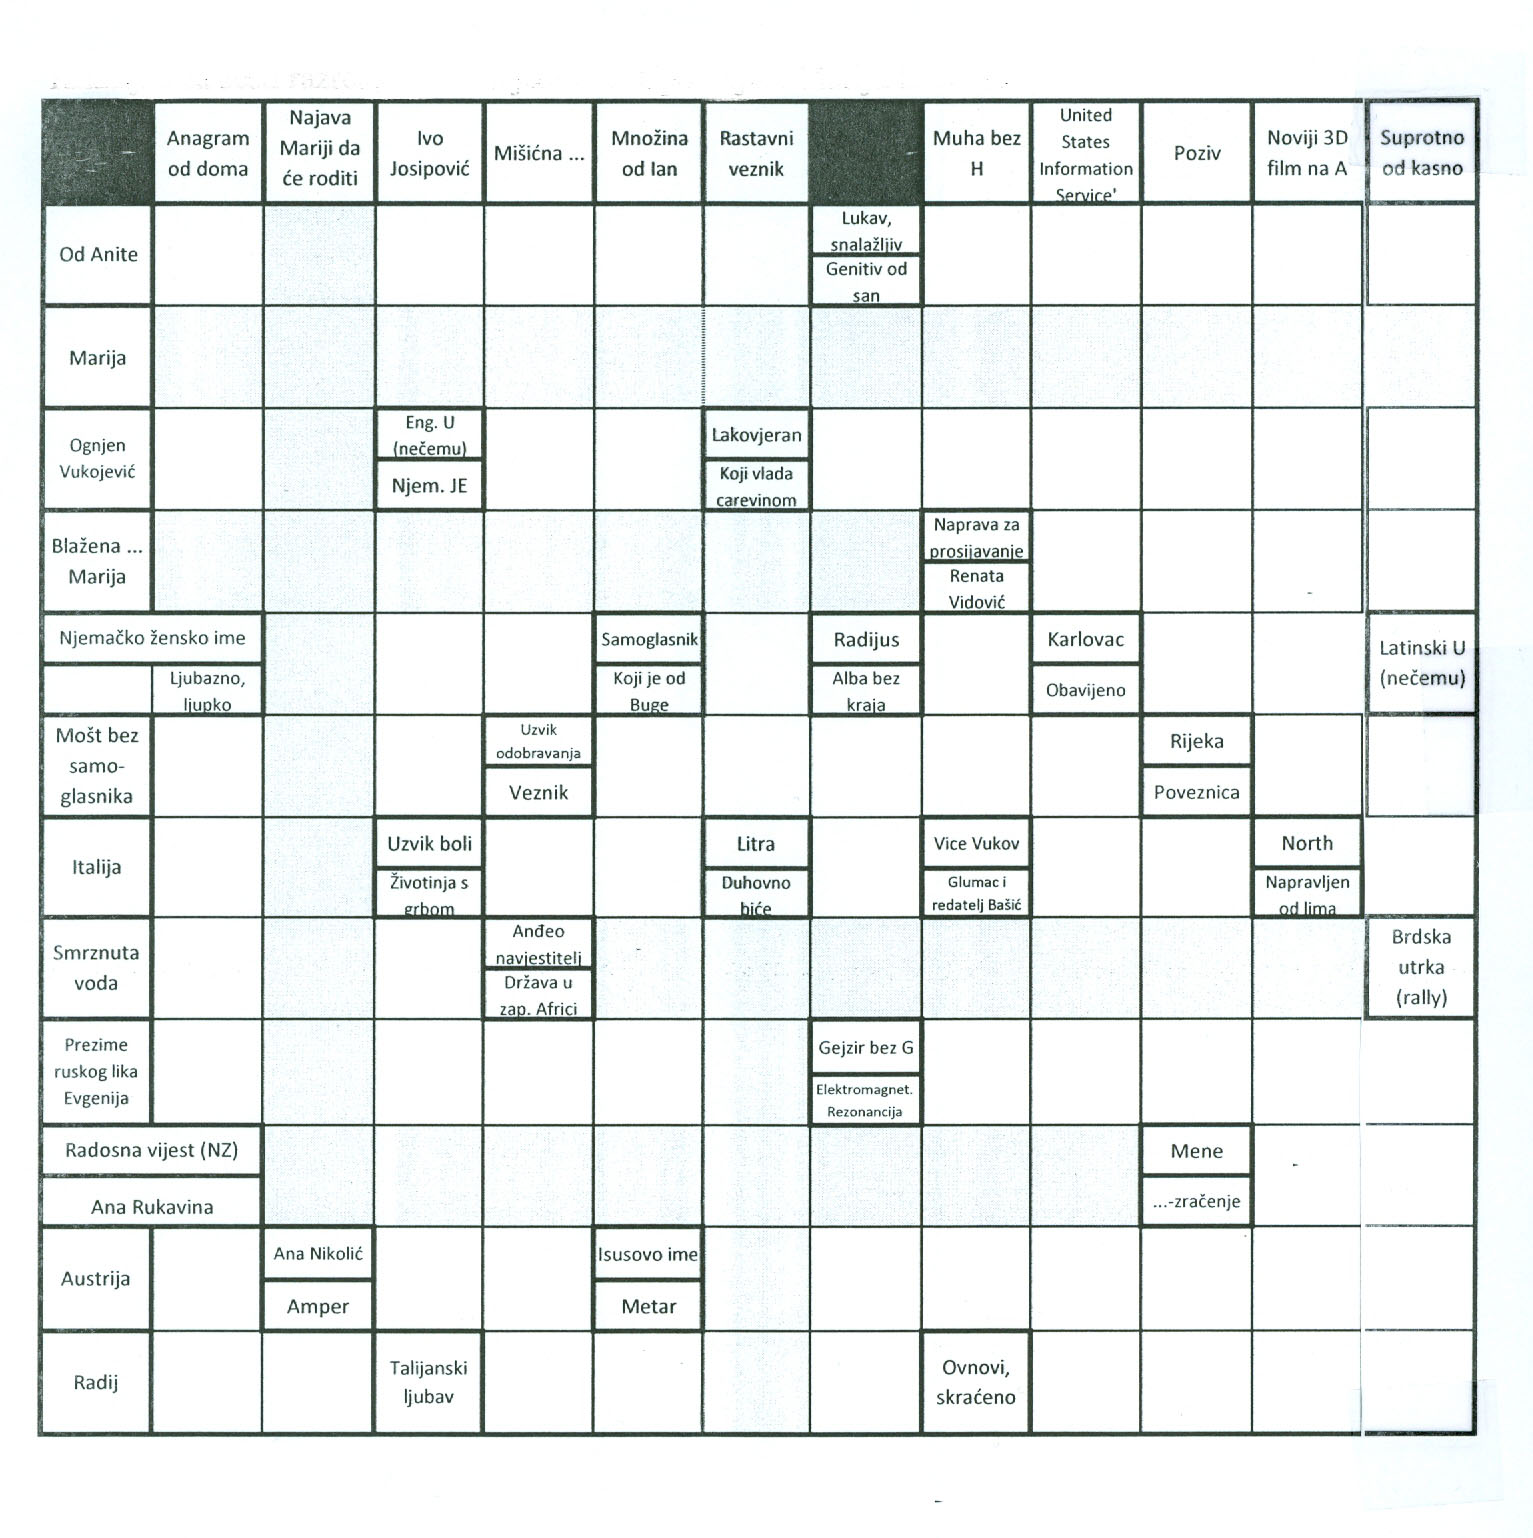 Anagram
od doma
Najava
Mariji da
će roditi
Ivo
Josipović
Mišićna ...
Množina
od lan
Rastavni
veznik
Muha bez
H
United
States
Information
Service'
Poziv
Noviji 3D
film na A
Suprotno
od kasno
Od Anite
Lukav,
snalažljiv
Genitiv od
san
Marija
Ognjen
Vukojević
Eng. U
(nečemu)
Njem. JE
Lakovjeran
Koji vlada
carevinom
Blažena ...
Marija
Naprava za
prosijavanje
Renata
Vidović
Njemačko žensko ime
Ljubazno,
ljupko
Samoglasnik
Koji je od
Buge
Radijus
Alba bez
kraja
Karlovac
Obavijeno
Latinski U
(nečemu)
Mošt bez
samo-
glasnika
Uzvik
odobravanja
Veznik
Rijeka
Poveznica
Italija
Uzvik boli
Životinja s
grbom
Litra
Duhovno
biće
Vice Vukov
Glumac i
redatelj Bašić
North
Napravljen
od lima
Smrznuta
voda
Anđeo
navjestitelj
Država u
zap. Africi
Brdska
utrka
(rally)
Prezime
ruskog lika
Evgenija
Gejzir bez G
Elektromagnet.
Rezonancija
Radosna vijest (NZ)
Ana Rukavina
Mene
...-zračenje
Austrija
Ana Nikolić
Amper
Isusovo ime
Metar
Radij
Talijanski
ljubav
Ovnovi,
skraćeno